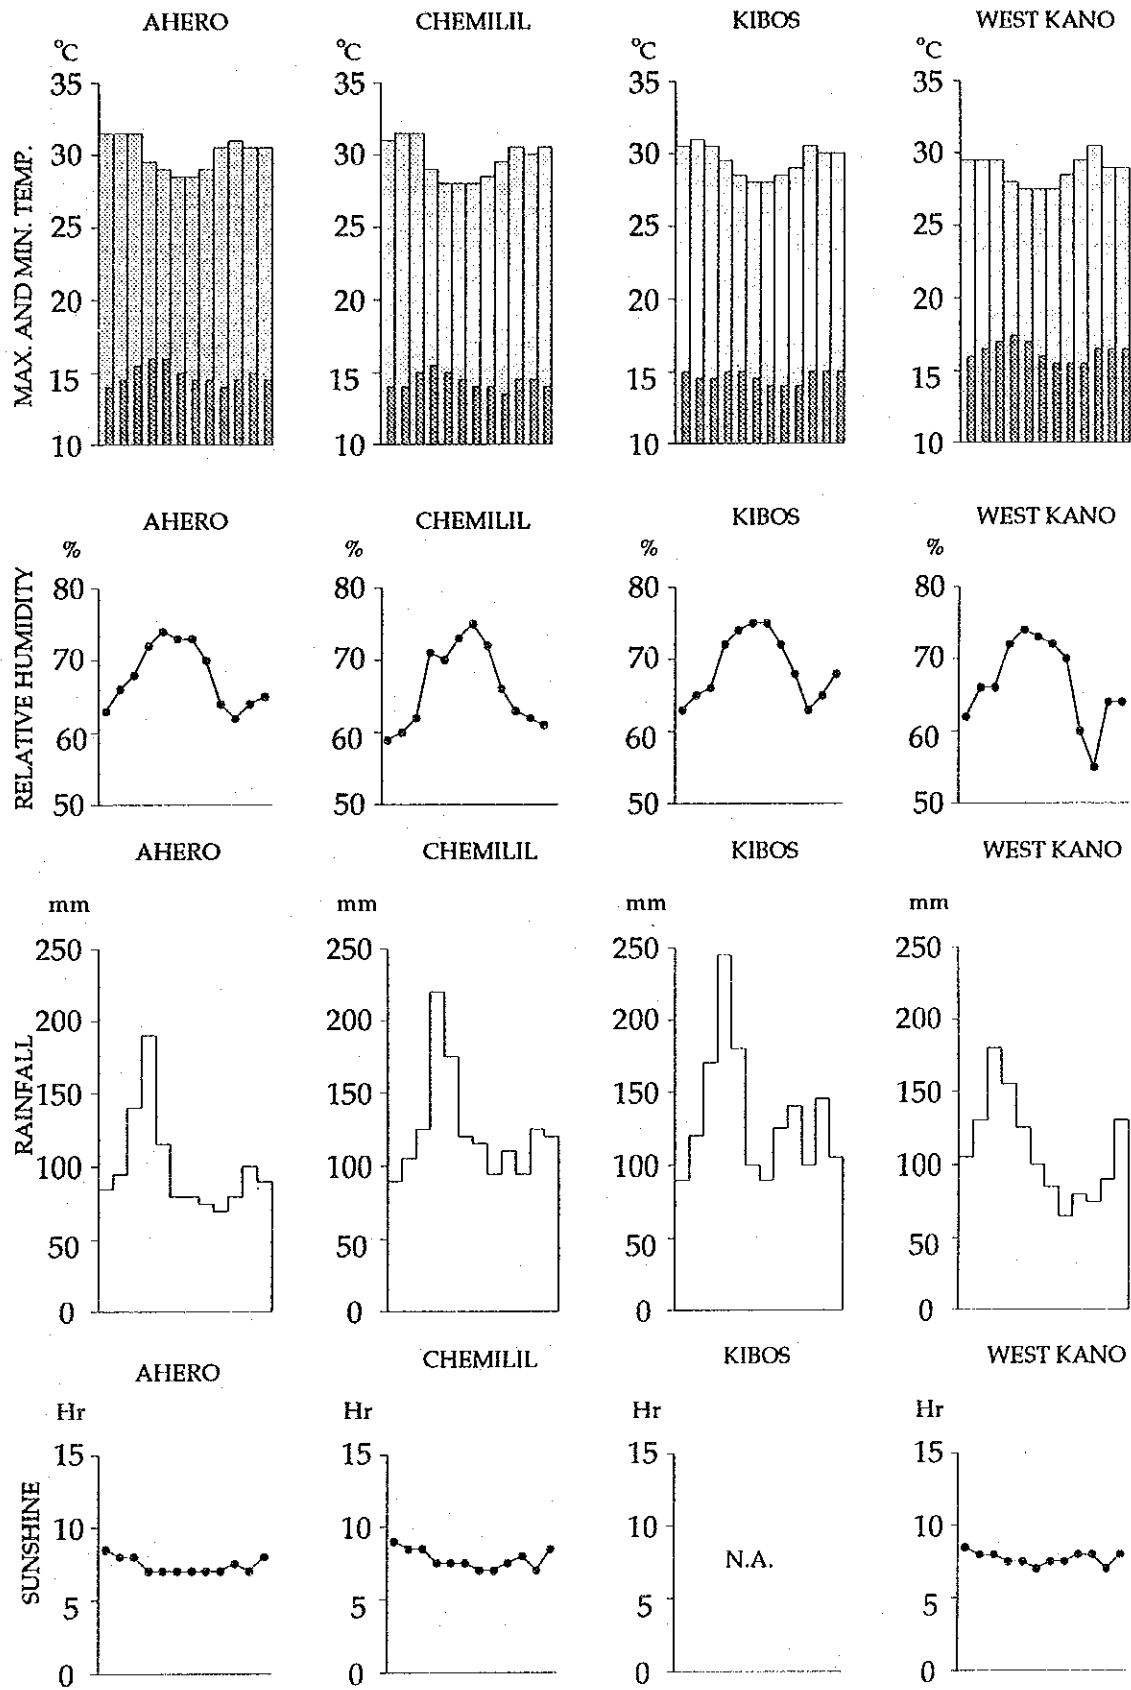 AHERO CHEMILIL KIBOS WEST KANO
°C °C °C °C
35 35 35 35
30 30 30 30
25 25 25 25
20 20 20 20
15 15 15 15
10 10 10 10
MAX. AND MIN. TEMP.
AHERO CHEMILIL KIBOS WEST KANO
% % % %
80 80 80 80
70 70 70 70
60 60 60 60
50 50 50 50
RELATIVE HUMIDITY
AHERO CHEMILIL KIBOS WEST KANO
mm mm mm mm
250 250 250 250
200 200 200 200
150 150 150 150
100 100 100 100
50 50 50 50
0 0 0 0
RAINFALL
AHERO CHEMILIL KIBOS WEST KANO
Hr Hr Hr Hr
15 15 15 15
10 10 10 10
N.A.
5 5 5 5
0 0 0 0
SUNSHINE